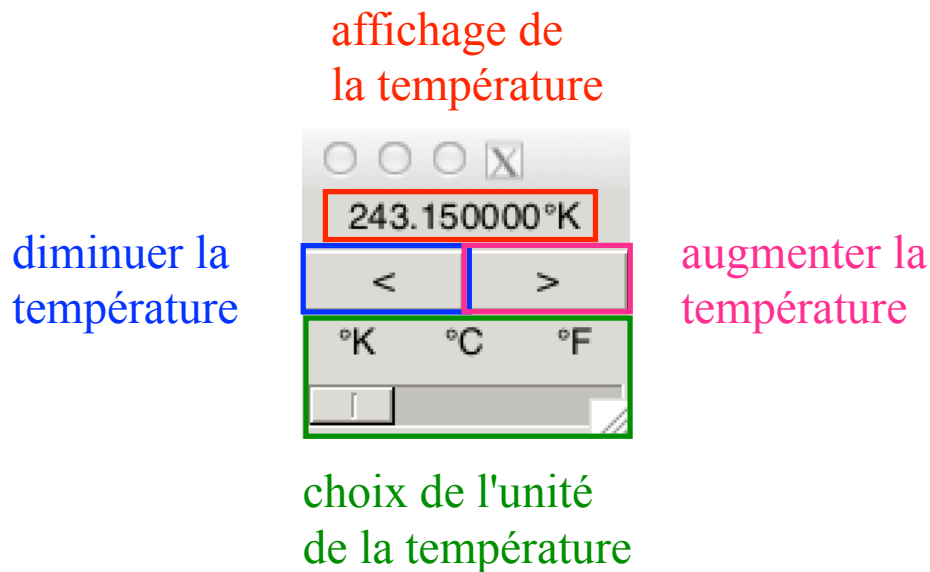 affichage de
la température
X
243.150000°K
diminuer la
température
< >
augmenter la
température
°K °C °F
choix de l'unité
de la température